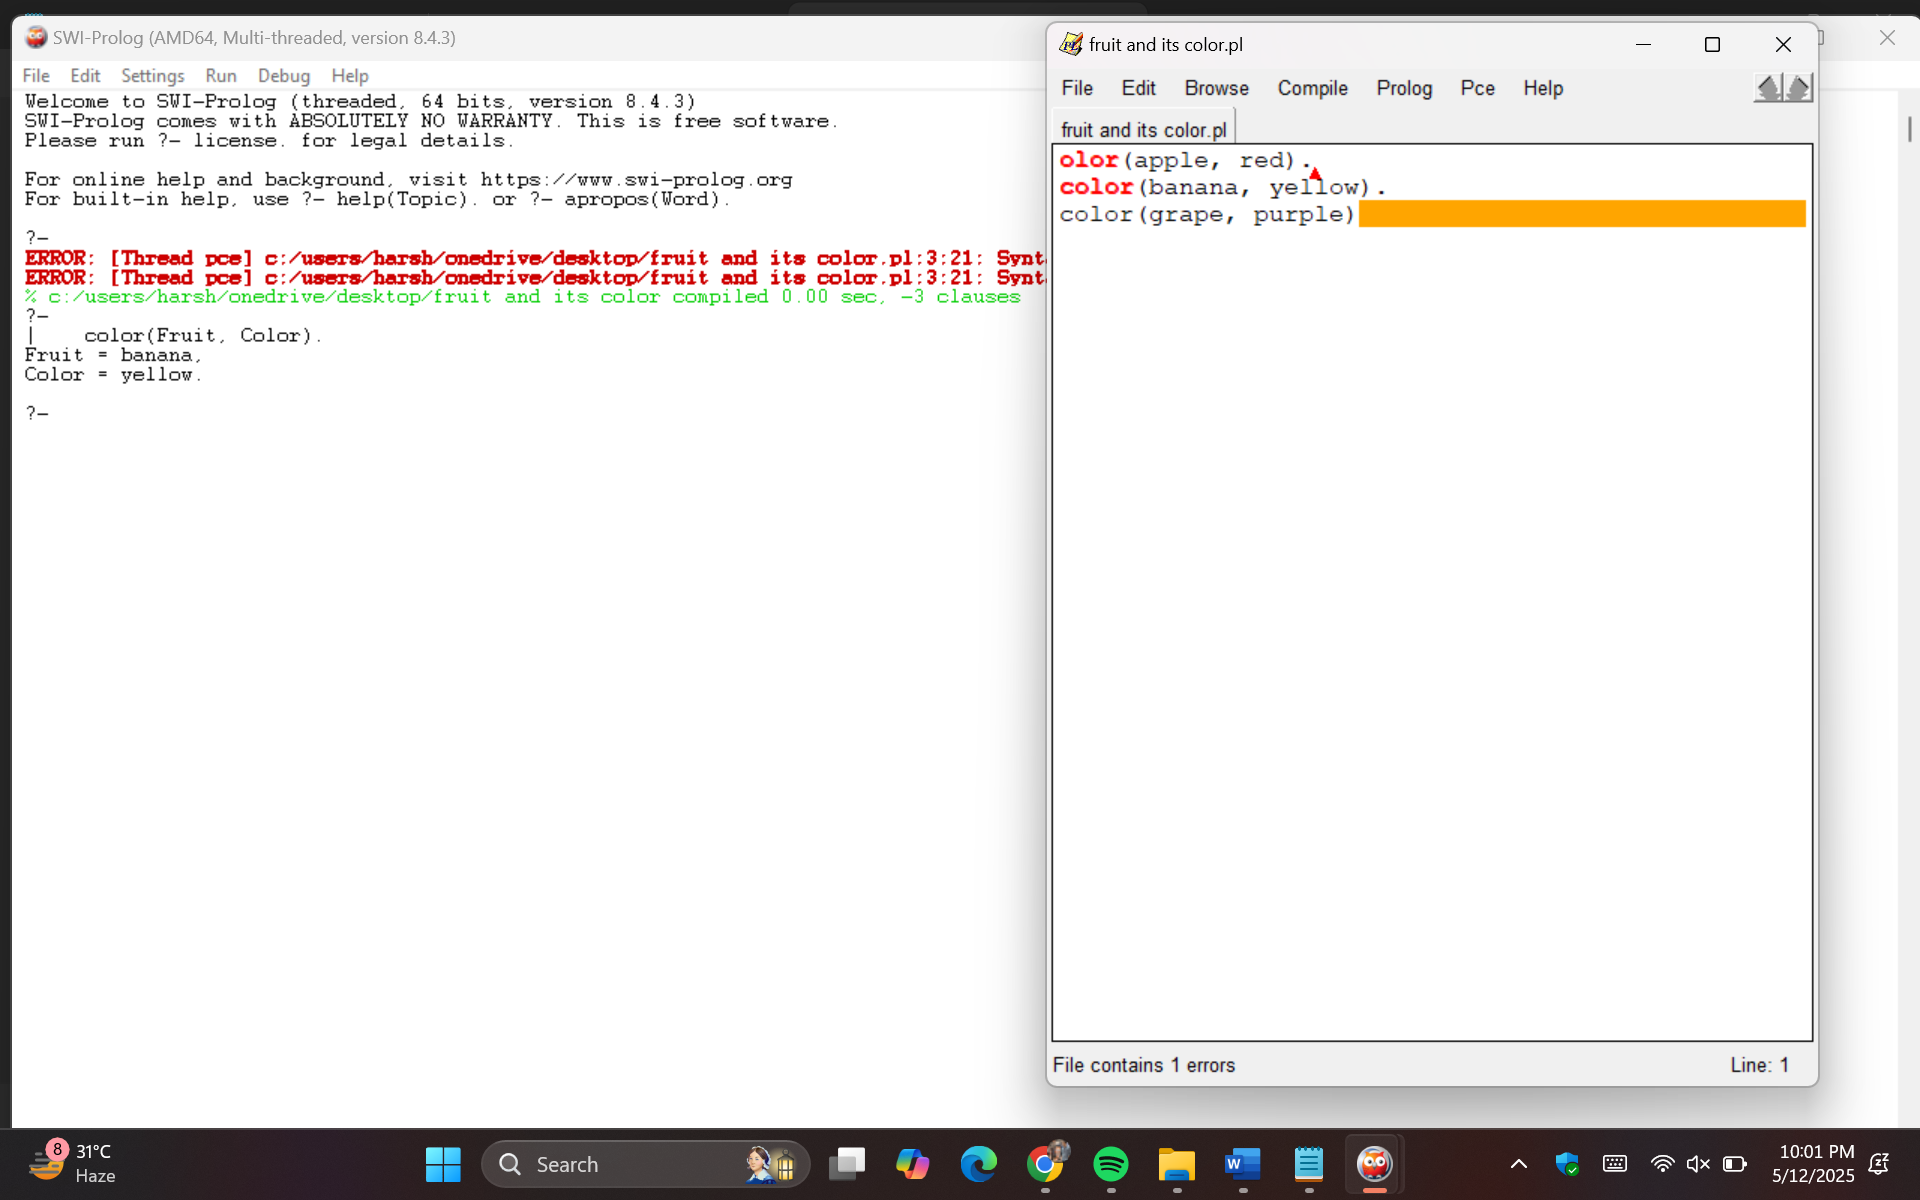 SWI-Prolog (AMD64, Multi-threaded, version 8.4.3)
File Edit Settings Run Debug Help
Welcome to SWI-Prolog (threaded, 64 bits, version 8.4.3)
SWI-Prolog comes with ABSOLUTELY NO WARRANTY. This is free software.
Please run ?- license. for legal details.
For online help and background, visit https://www.swi-prolog.org
For built-in help, use ?- help(Topic). or ?- apropos(Word).
?-
ERROR: [Thread pce] c:/users/harsh/onedrive/desktop/fruit and its color.pl:3:21: Synt
ERROR: [Thread pce] c:/users/harsh/onedrive/desktop/fruit and its color.pl:3:21: Synt
% c:/users/harsh/onedrive/desktop/fruit and its color compiled 0.00 sec, -3 clauses
?-
| color(Fruit, Color).
Fruit = banana,
Color = yellow.
?-
fruit and its color.pl
File Edit Browse Compile Prolog Pce Help
fruit and its color.pl
olor(apple, red).
color(banana, yellow).
color(grape, purple)
File contains 1 errors Line: 1
8 31°C
Haze
Search
10:01 PM
5/12/2025